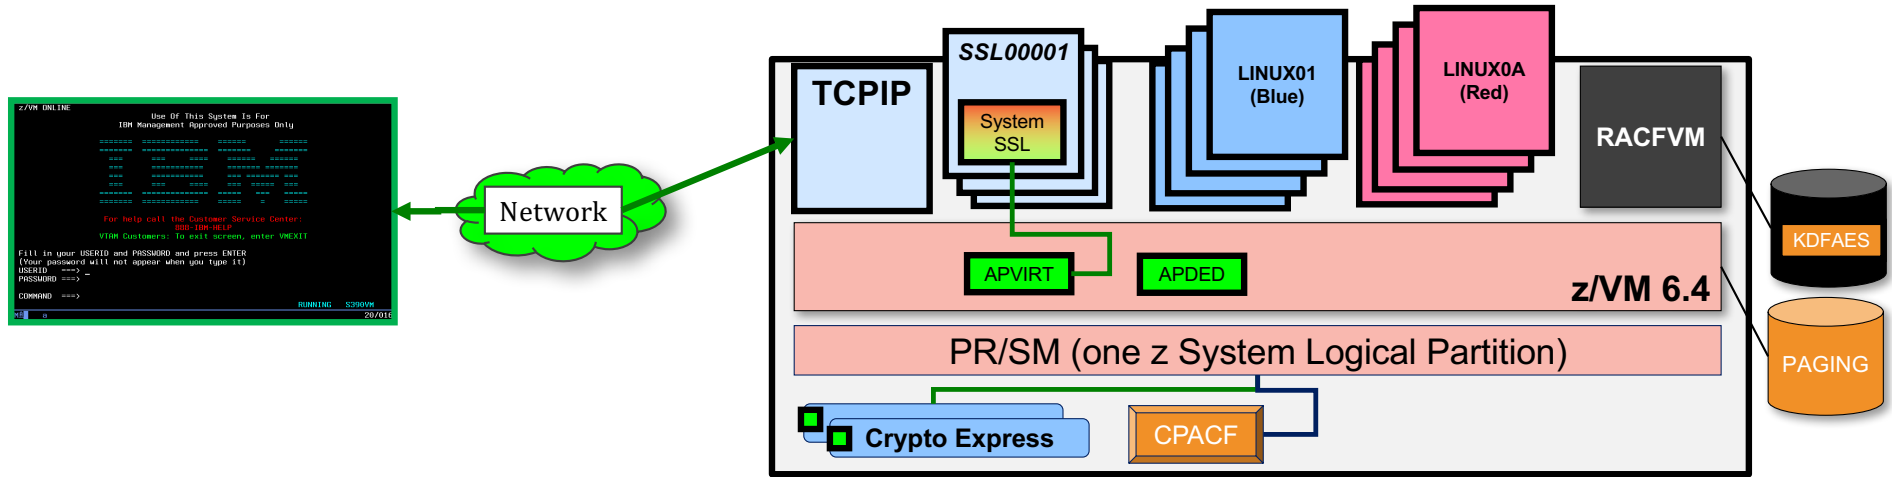 z/VM ONLINE
Use Of This System Is For
IBM Management Approved Purposes Only
For help call the Customer Service Center:
VTAM Customers: To exit screen, enter VMEXIT
Fill in your USERID and PASSWORD and press ENTER
(Your password will not appear when you type it)
USERID ===>
PASSWORD ===>
COMMAND ===>
RUNNING S390VM
a
20/016
Network
TCPIP
SSL00001
System
SSL
LINUX01
(Blue)
LINUX0A
(Red)
RACFVM
KDFAES
APVIRT
APDED
z/VM 6.4
PAGING
PR/SM (one z System Logical Partition)
Crypto Express
CPACF